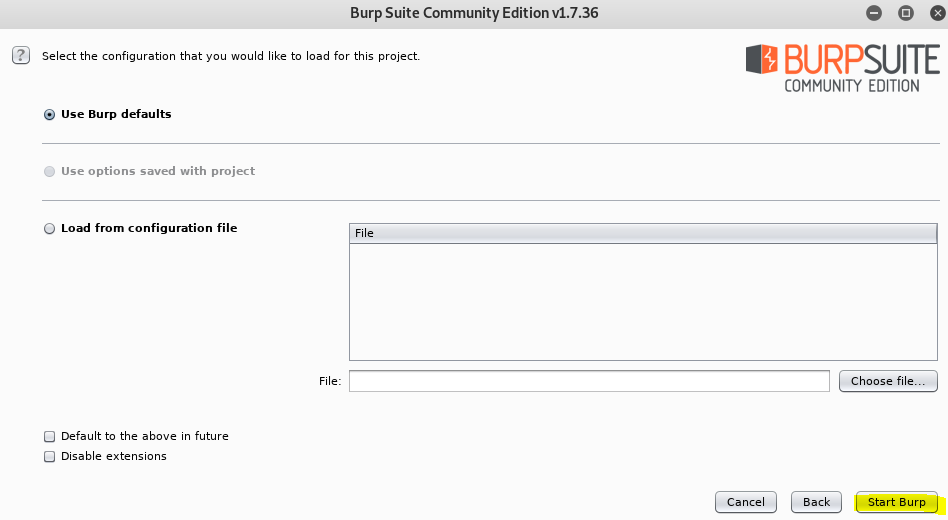 Burp Suite Community Edition v1.7.36
? Select the configuration that you would like to load for this project.
BURPSUITE
COMMUNITY EDITION
Use Burp defaults
Use options saved with project
Load from configuration file
File
File:
Choose file...
Default to the above in future
Disable extensions
Cancel Back Start Burp